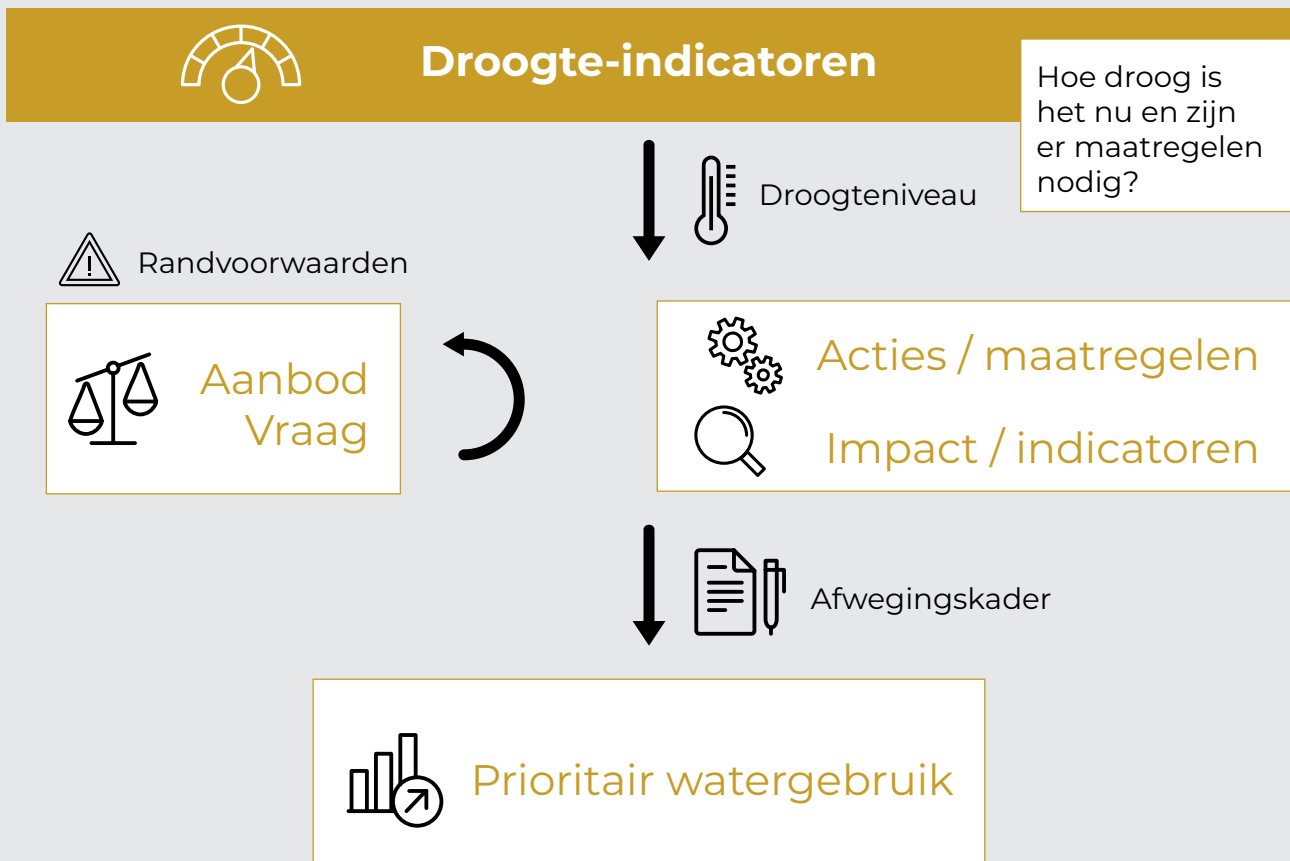 Droogte-indicatoren
Hoe droog is
het nu en zijn
er maatregelen
nodig?
Droogteniveau
Randvoorwaarden
Aanbod
Vraag
Acties / maatregelen
Impact / indicatoren
Afwegingskader
Prioritair watergebruik